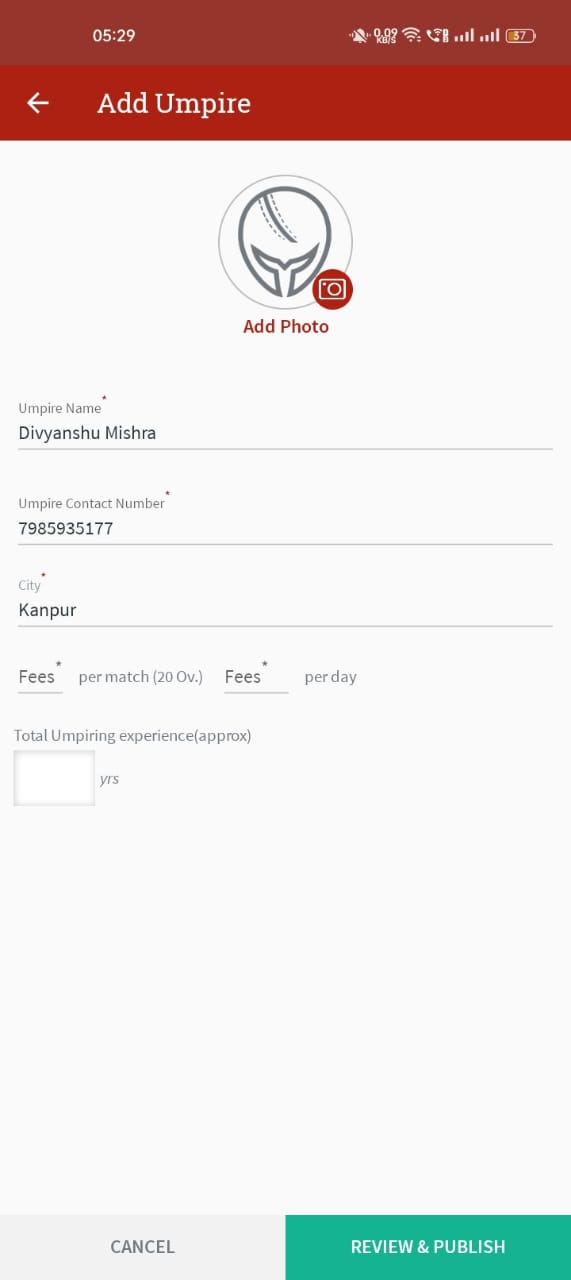 05:29 0.09 KB/S 37
Add Umpire
Add Photo
Umpire Name*
Divyanshu Mishra
Umpire Contact Number*
7985935177
City*
Kanpur
Fees* per match (20 Ov.) Fees* per day
Total Umpiring experience(approx)
yrs
CANCEL REVIEW & PUBLISH